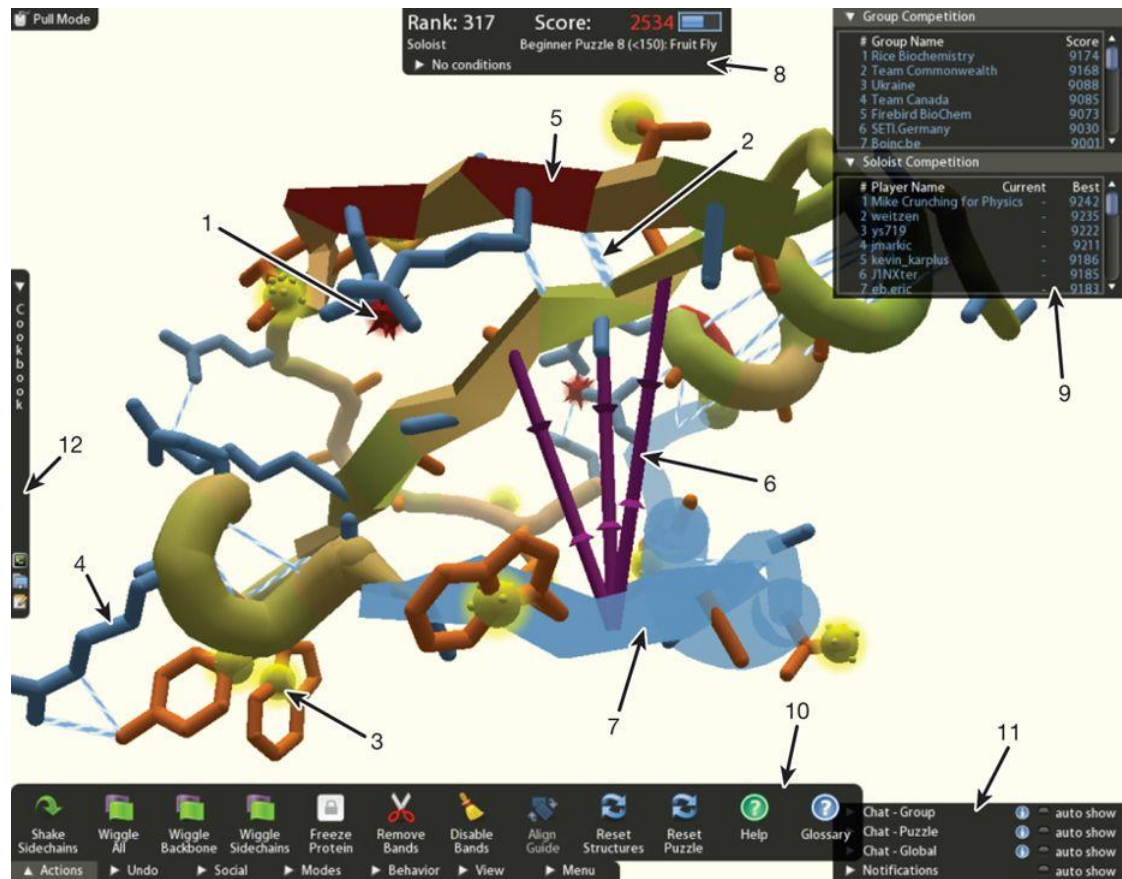 Pull Mode
Rank: 317 Score: 2534
Soloist Beginner Puzzle 8 (<150): Fruit Fly
▶ No conditions
▼ Group Competition
# Group Name Score
1 Rice Biochemistry 9174
2 Team Commonwealth 9168
3 Ukraine 9088
4 Team Canada 9085
5 Firebird BioChem 9073
6 SETI.Germany 9030
7 Boinc.be 9001
▼ Soloist Competition
# Player Name Current Best
1 Mike Crunching for Physics - 9242
2 weitzen - 9235
3 ys719 - 9222
4 jmarkic - 9211
5 kevin_karplus - 9186
6 J1NXter - 9185
7 eb.eric - 9183
8
5
2
1
9
▼ Cookbook
12
6
4
3
7
10
11
Shake Sidechains
Wiggle All
Wiggle Backbone
Wiggle Sidechains
Freeze Protein
Remove Bands
Disable Bands
Align Guide
Reset Structures
Reset Puzzle
Help
Glossary
▲ Actions ▶ Undo ▶ Social ▶ Modes ▶ Behavior ▶ View ▶ Menu
▶ Chat - Group auto show
▶ Chat - Puzzle auto show
▶ Chat - Global auto show
▶ Notifications auto show